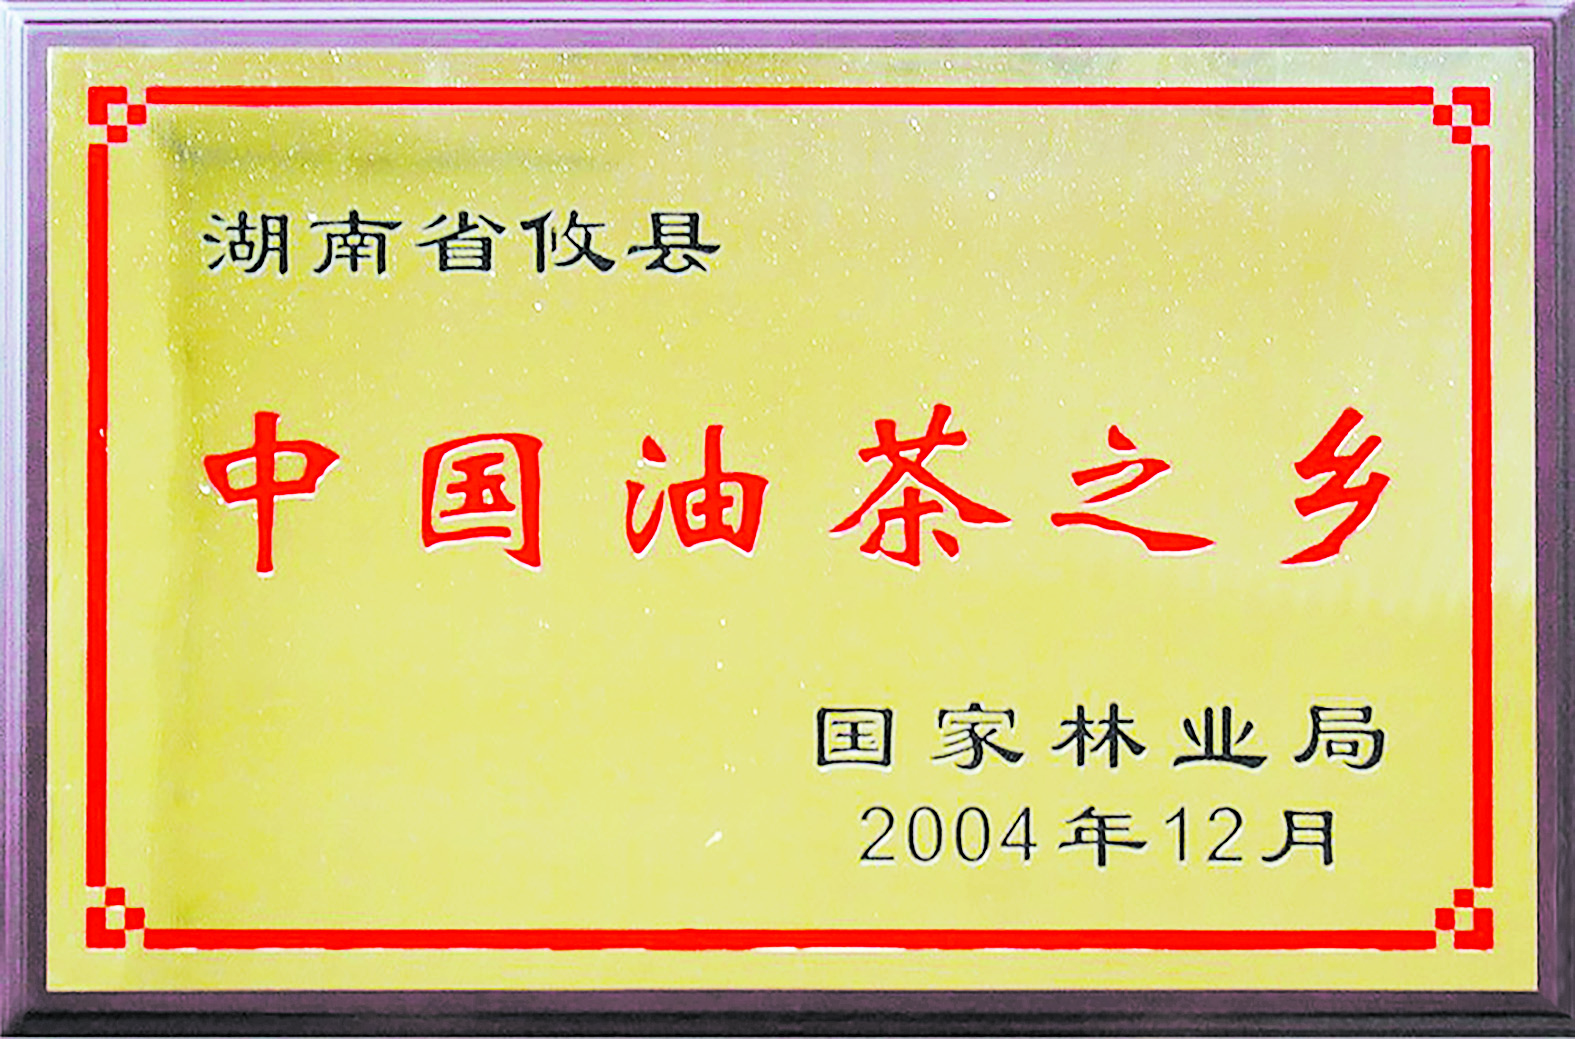 湖南省攸县
中国油茶之乡
国家林业局
2004年12月